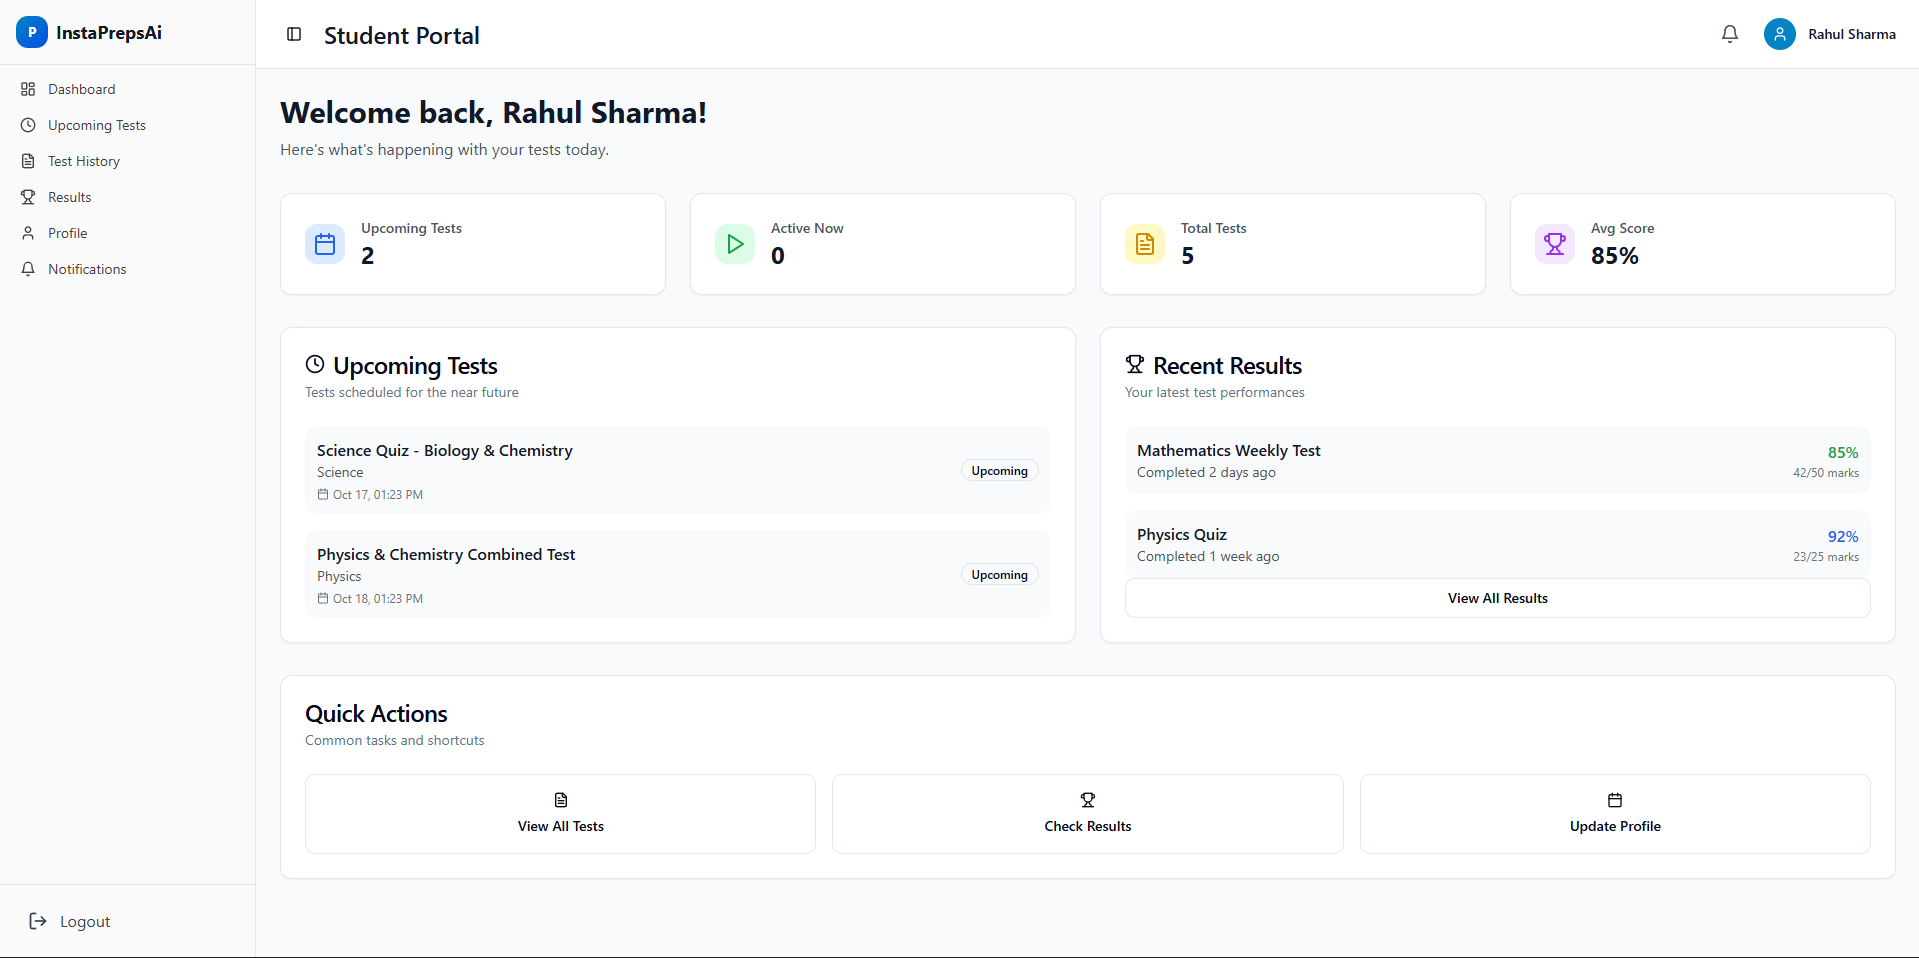 P InstaPrepsAi
Dashboard
Upcoming Tests
Test History
Results
Profile
Notifications
Logout
Student Portal
Rahul Sharma
Welcome back, Rahul Sharma!
Here's what's happening with your tests today.
Upcoming Tests
2
Active Now
0
Total Tests
5
Avg Score
85%
Upcoming Tests
Tests scheduled for the near future
Science Quiz - Biology & Chemistry
Science
Oct 17, 01:23 PM
Upcoming
Physics & Chemistry Combined Test
Physics
Oct 18, 01:23 PM
Upcoming
Recent Results
Your latest test performances
Mathematics Weekly Test
Completed 2 days ago
85%
42/50 marks
Physics Quiz
Completed 1 week ago
92%
23/25 marks
View All Results
Quick Actions
Common tasks and shortcuts
View All Tests
Check Results
Update Profile